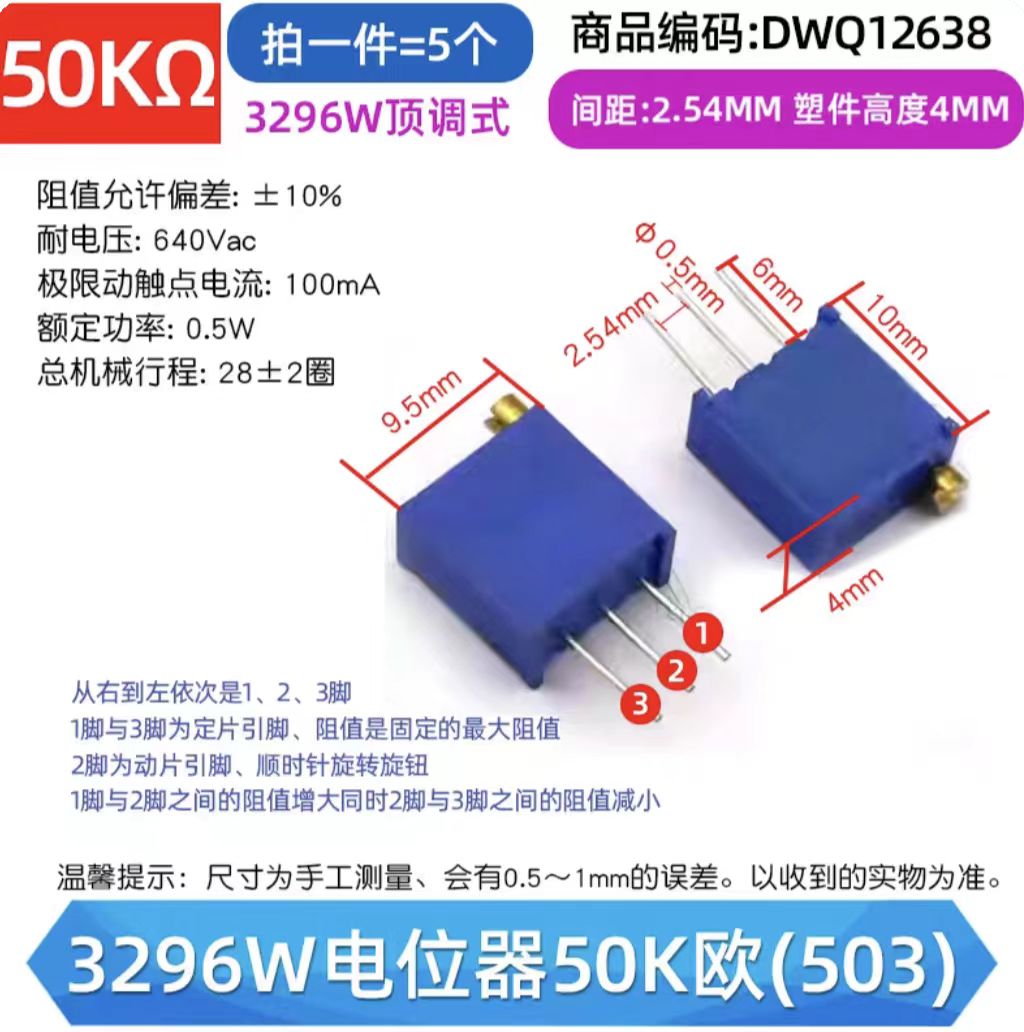 50KΩ
拍一件=5个
商品编码:DWQ12638
3296W顶调式
间距:2.54MM 塑件高度4MM
阻值允许偏差: ±10%
耐电压: 640Vac
极限动触点电流: 100mA
额定功率: 0.5W
总机械行程: 28±2圈
Φ0.5mm
6mm
2.54mm
10mm
9.5mm
4mm
1
2
3
从右到左依次是1、2、3脚
1脚与3脚为定片引脚、阻值是固定的最大阻值
2脚为动片引脚、顺时针旋转旋钮
1脚与2脚之间的阻值增大同时2脚与3脚之间的阻值减小
温馨提示：尺寸为手工测量、会有0.5～1mm的误差。以收到的实物为准。
3296W电位器50K欧(503)